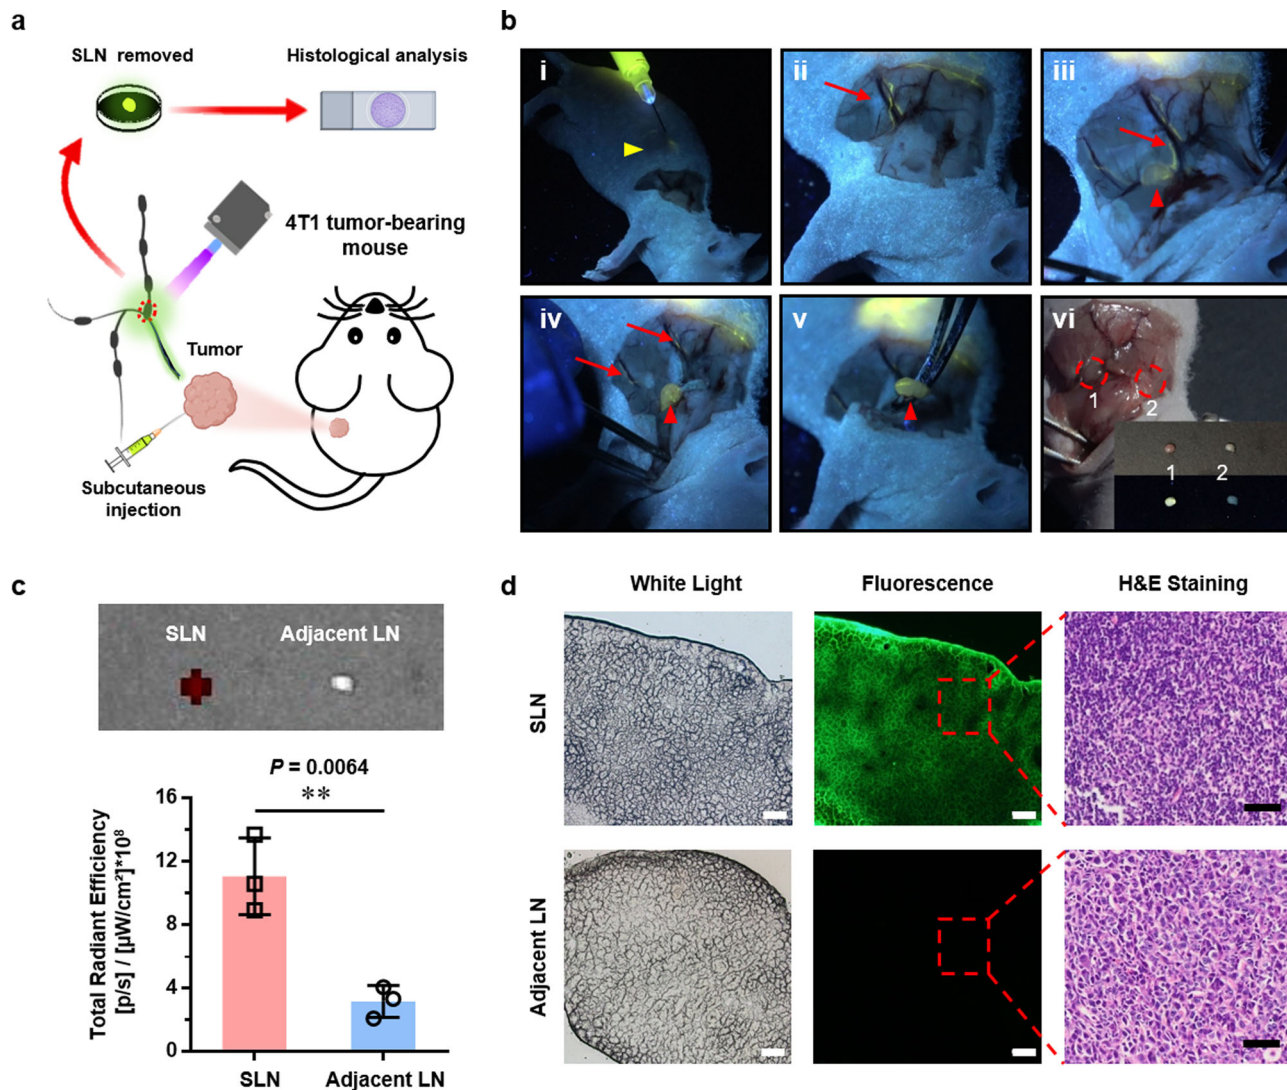 a
SLN removed
Histological analysis
4T1 tumor-bearing
mouse
Tumor
Subcutaneous
injection
b
i
ii
iii
iv
v
vi
1
2
1
2
c
SLN
Adjacent LN
P = 0.0064
**
Total Radiant Efficiency
[p/s] / [µW/cm²]*10⁸
16
12
8
4
0
SLN
Adjacent LN
d
White Light
Fluorescence
H&E Staining
SLN
Adjacent LN